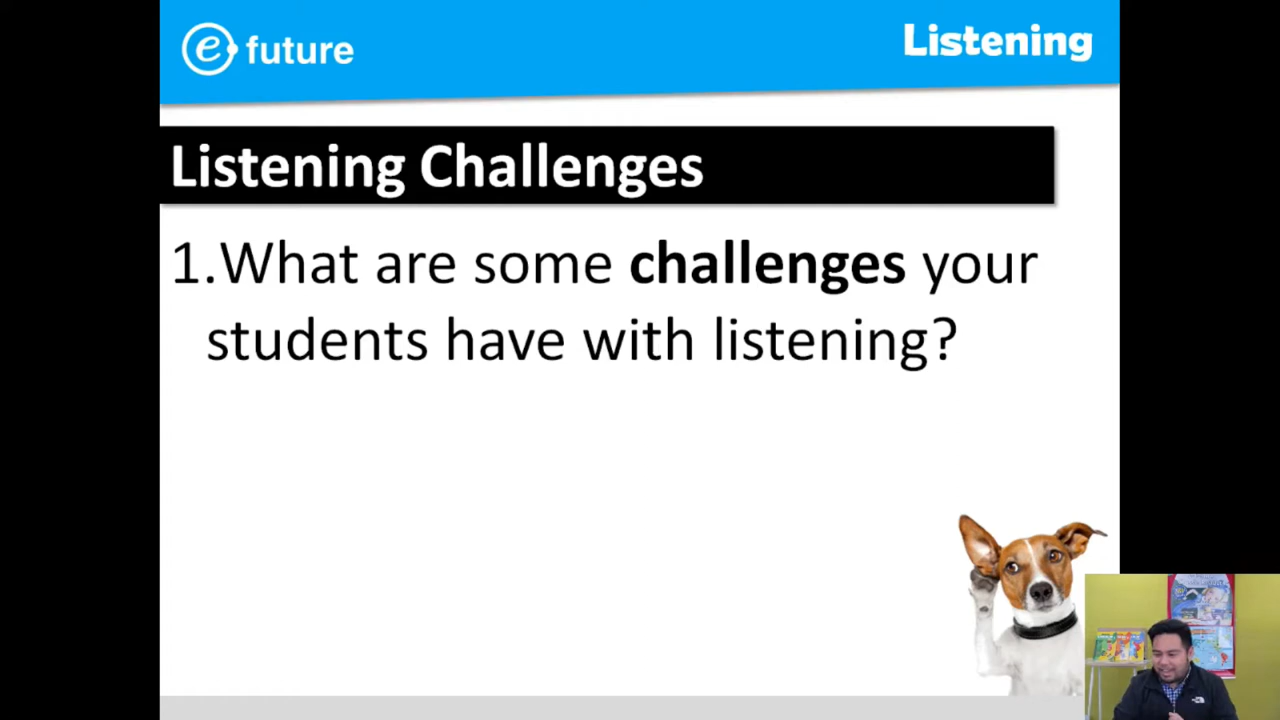 e future
Listening
Listening Challenges
1.What are some challenges your
students have with listening?